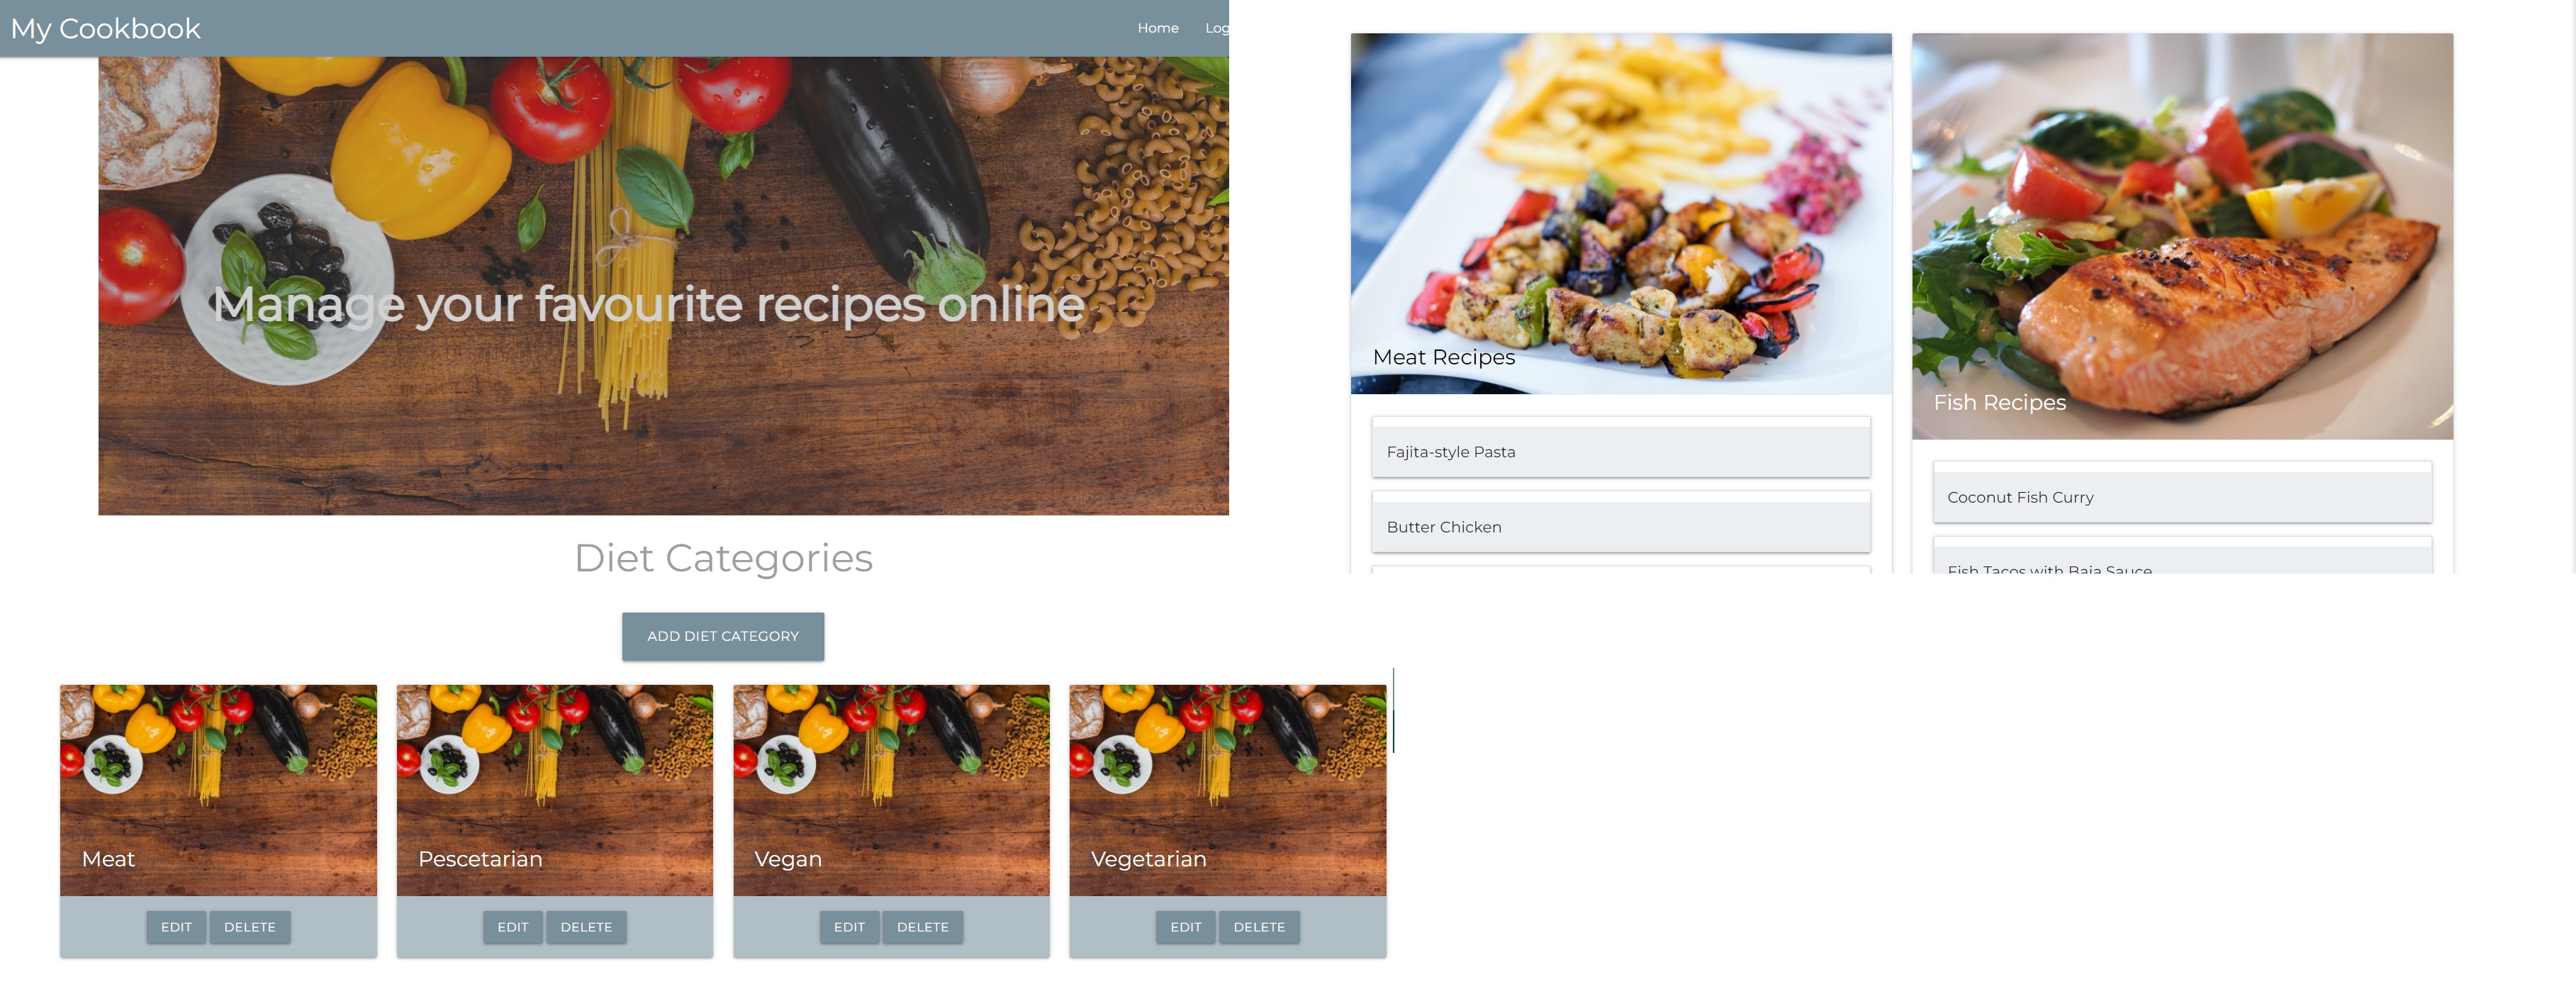 My Cookbook
Home
Log
Manage your favourite recipes online
Meat Recipes
Fajita-style Pasta
Butter Chicken
Fish Recipes
Coconut Fish Curry
Fish Tacos with Baja Sauce
Diet Categories
ADD DIET CATEGORY
Meat
Pescetarian
Vegan
Vegetarian
EDIT DELETE
EDIT DELETE
EDIT DELETE
EDIT DELETE